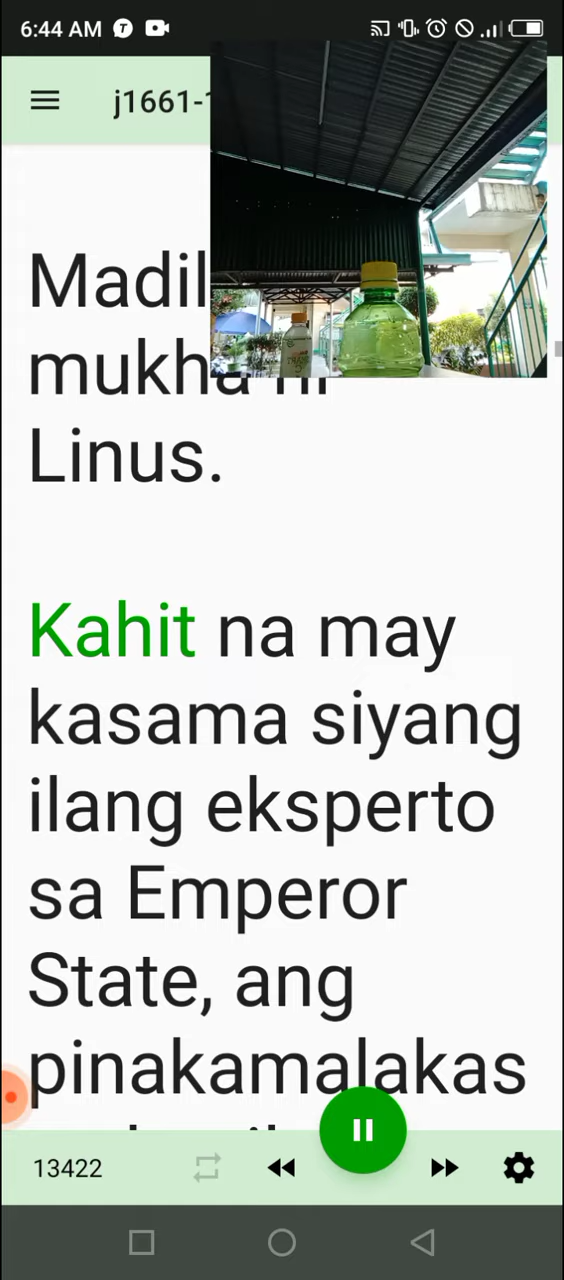 6:44 AM
j1661-
Madil
mukha ni
Linus.
Kahit na may
kasama siyang
ilang eksperto
sa Emperor
State, ang
pinakamalakas
13422